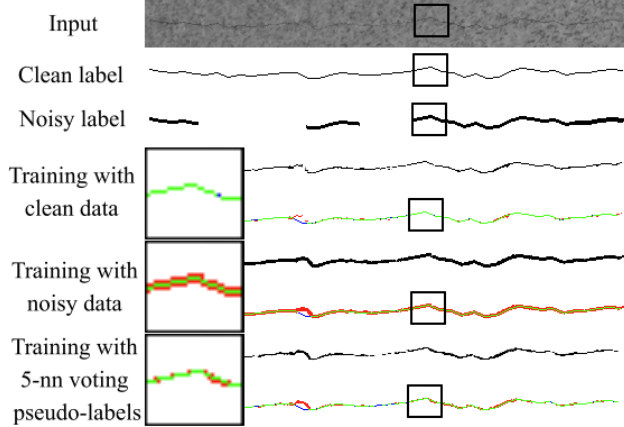 Input
Clean label
Noisy label
Training with
clean data
Training with
noisy data
Training with
5-nn voting
pseudo-labels